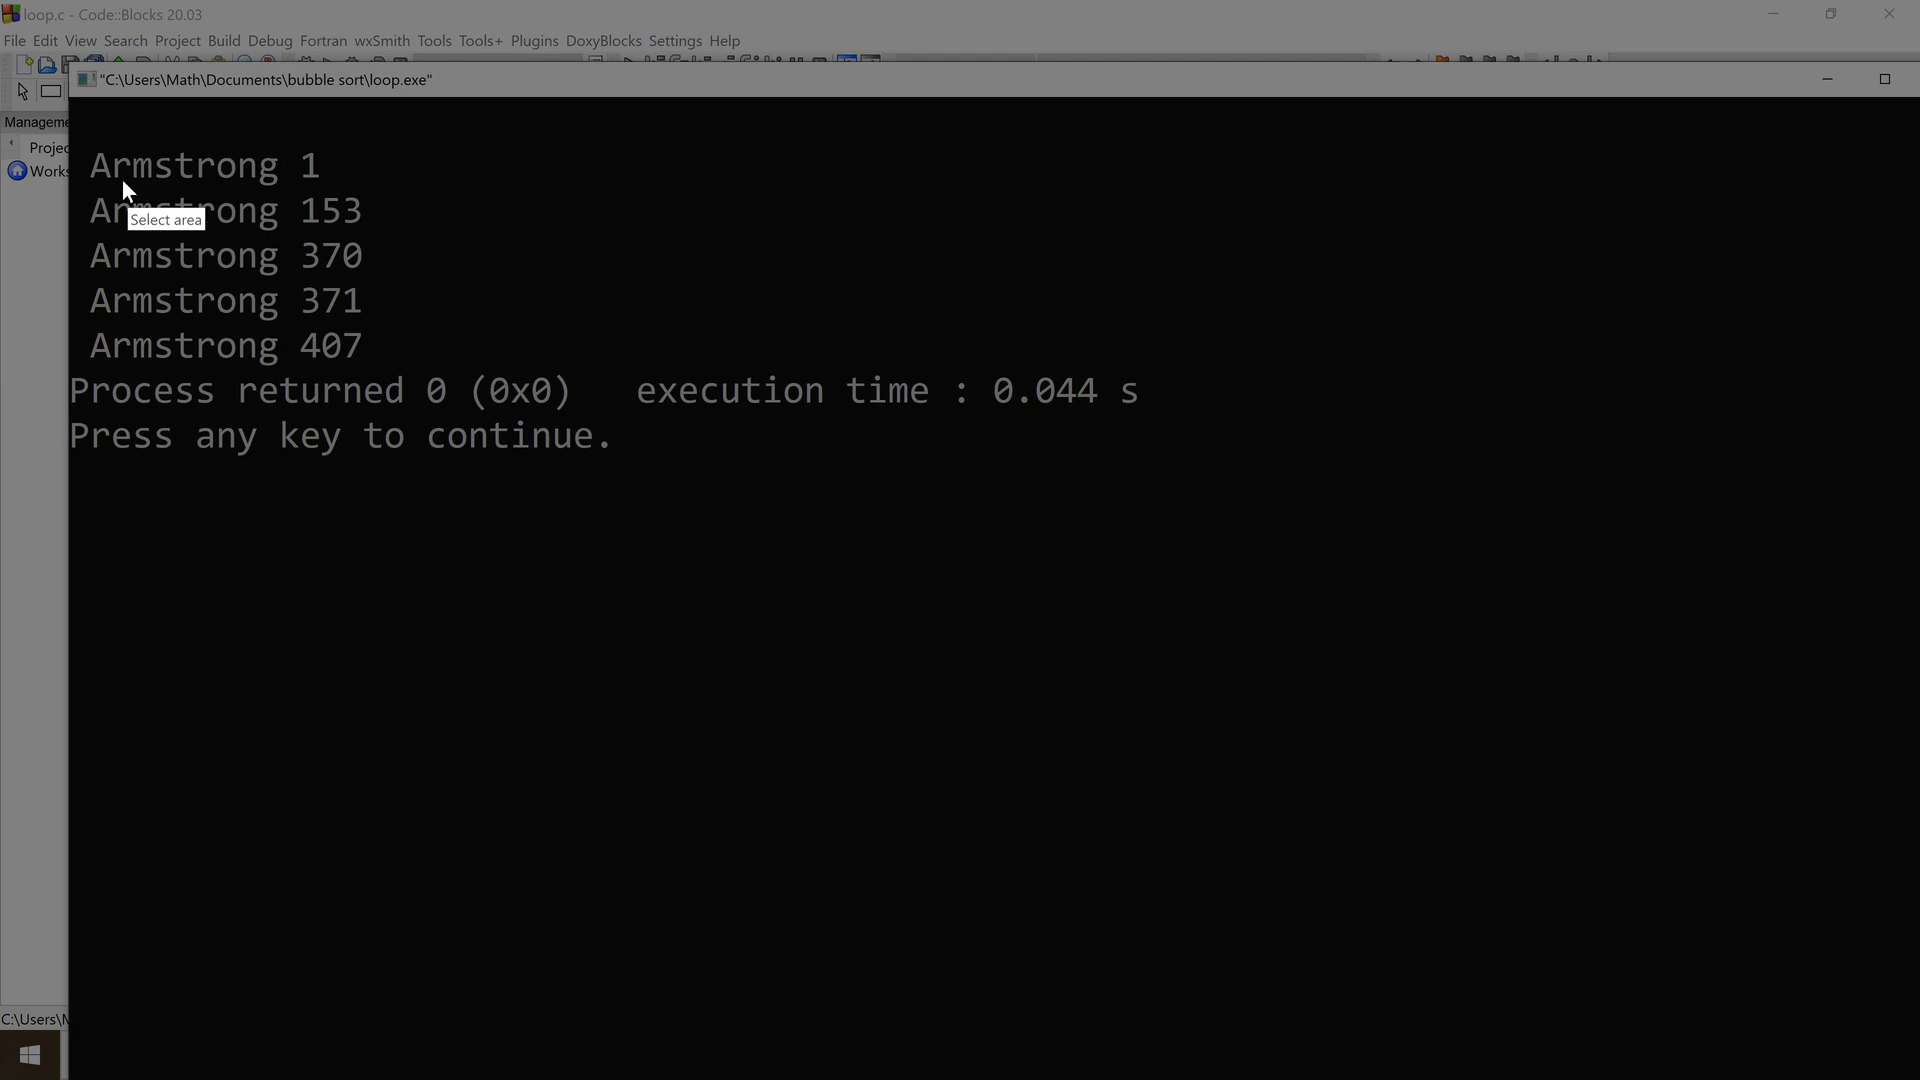 loop.c - Code::Blocks 20.03
File Edit View Search Project Build Debug Fortran wxSmith Tools Tools+ Plugins DoxyBlocks Settings Help
"C:\Users\Math\Documents\bubble sort\loop.exe"
Armstrong 1
Armstrong 153
Select area
Armstrong 370
Armstrong 371
Armstrong 407
Process returned 0 (0x0)   execution time : 0.044 s
Press any key to continue.
C:\Users\